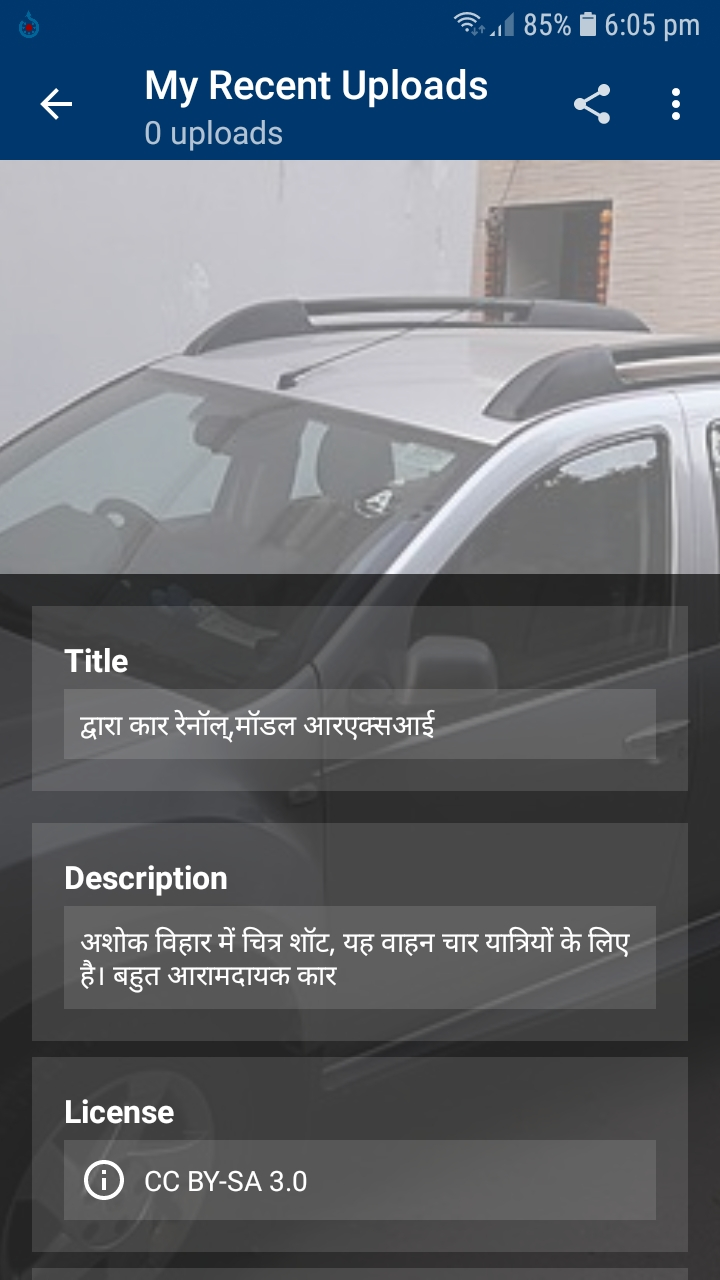 85% 6:05 pm
My Recent Uploads
0 uploads
Title
द्वारा कार रेनॉल्,मॉडल आरएक्सआई
Description
अशोक विहार में चित्र शॉट, यह वाहन चार यात्रियों के लिए
है। बहुत आरामदायक कार
License
CC BY-SA 3.0